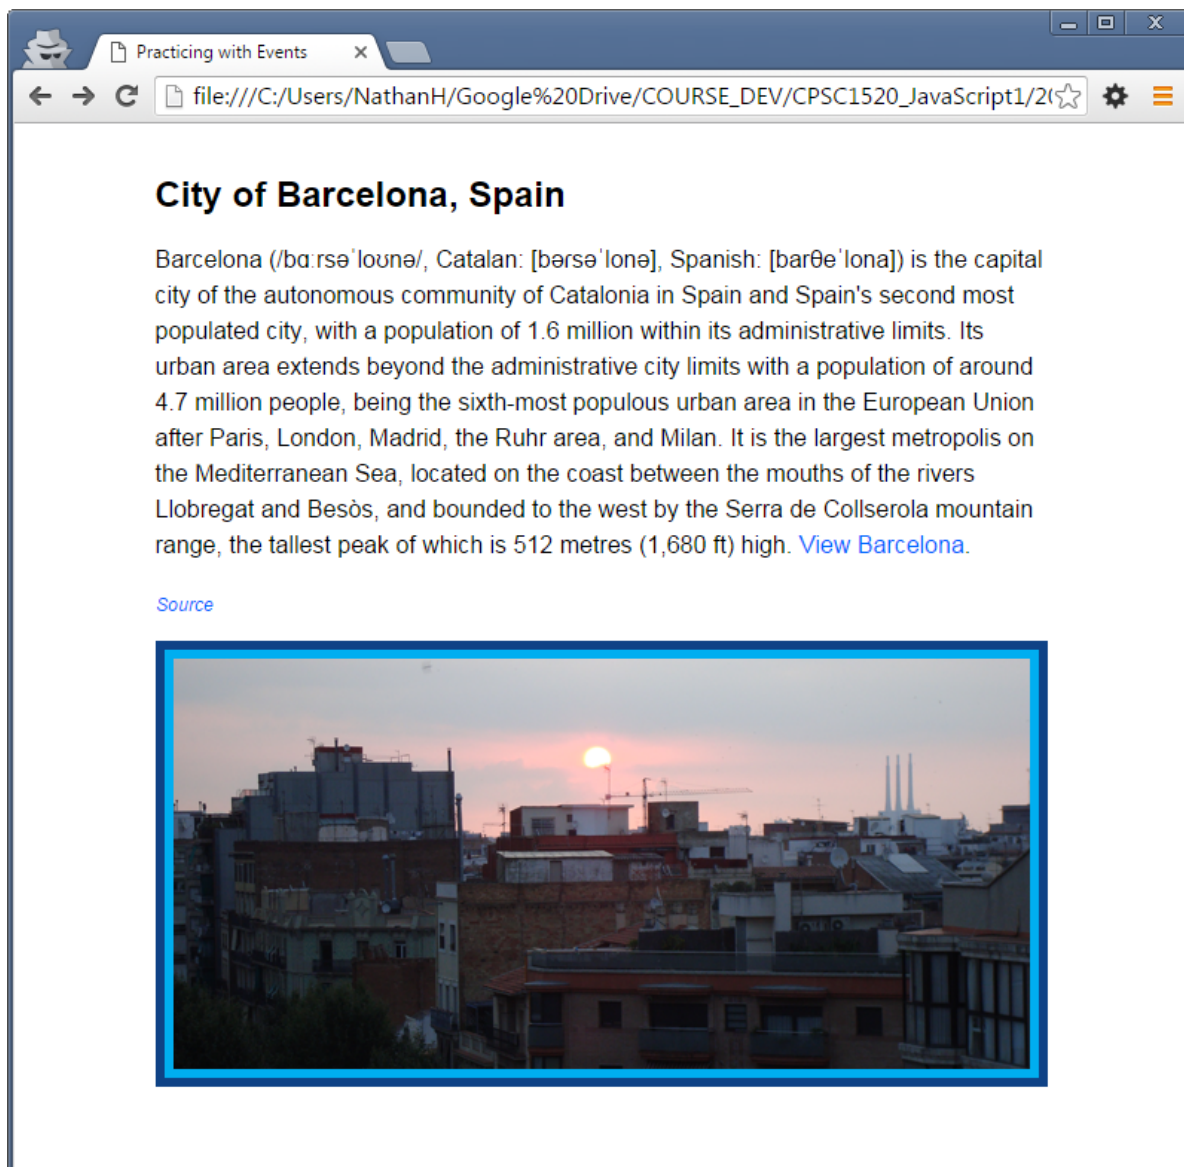 Practicing with Events
file:///C:/Users/NathanH/Google%20Drive/COURSE_DEV/CPSC1520_JavaScript1/20
City of Barcelona, Spain
Barcelona (/bɑːrsəˈloʊnə/, Catalan: [bərsəˈlonə], Spanish: [barθeˈlona]) is the capital
city of the autonomous community of Catalonia in Spain and Spain's second most
populated city, with a population of 1.6 million within its administrative limits. Its
urban area extends beyond the administrative city limits with a population of around
4.7 million people, being the sixth-most populous urban area in the European Union
after Paris, London, Madrid, the Ruhr area, and Milan. It is the largest metropolis on
the Mediterranean Sea, located on the coast between the mouths of the rivers
Llobregat and Besòs, and bounded to the west by the Serra de Collserola mountain
range, the tallest peak of which is 512 metres (1,680 ft) high. View Barcelona.
Source